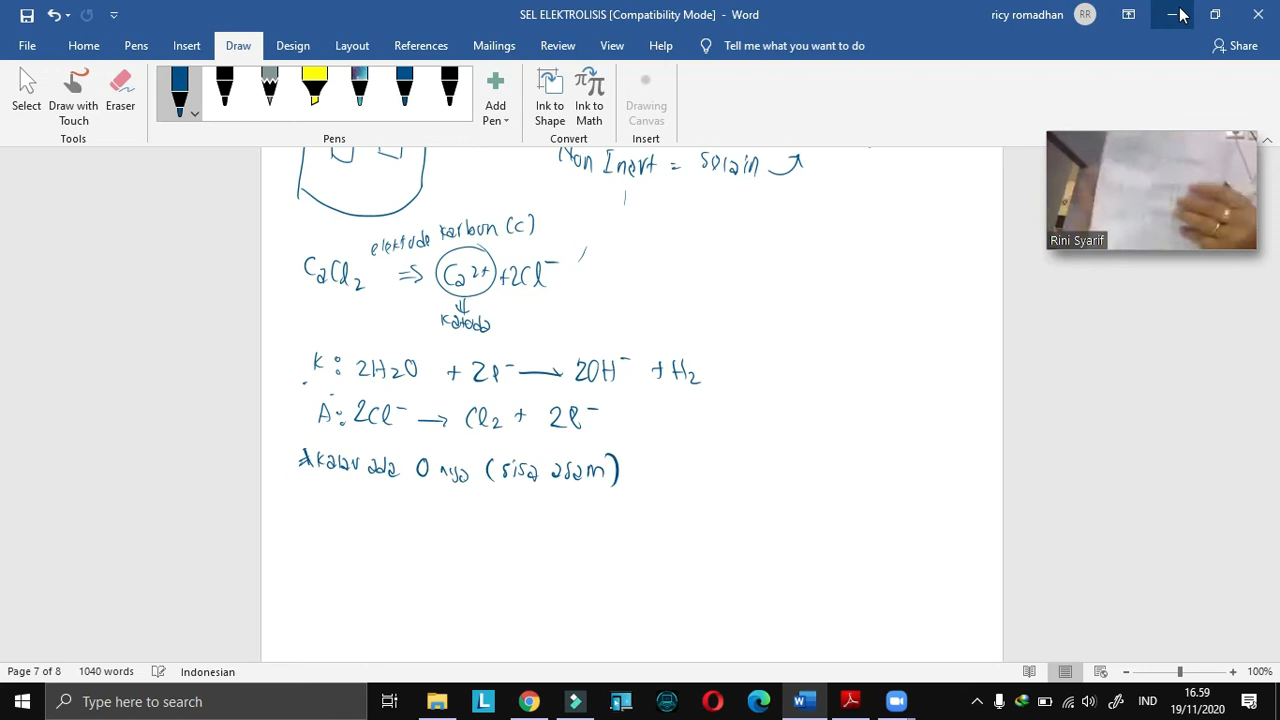 SEL ELEKTROLISIS [Compatibility Mode] - Word
ricy romadhan RR
File Home Pens Insert Draw Design Layout References Mailings Review View Help Tell me what you want to do Share
Select Draw with Touch Eraser Add Pen Ink to Shape Ink to Math Drawing Canvas
Tools Pens Convert Insert
Non Inert = selain
Rini Syarif
elektrode karbon (C)
CaCl2 ⇒ Ca2+ + 2Cl−
katoda
K : 2H2O + 2e− → 2OH− + H2
A : 2Cl− → Cl2 + 2e−
kalau ada O nya (sisa asam)
Page 7 of 8 1040 words Indonesian 100%
Type here to search
IND
16.59
19/11/2020